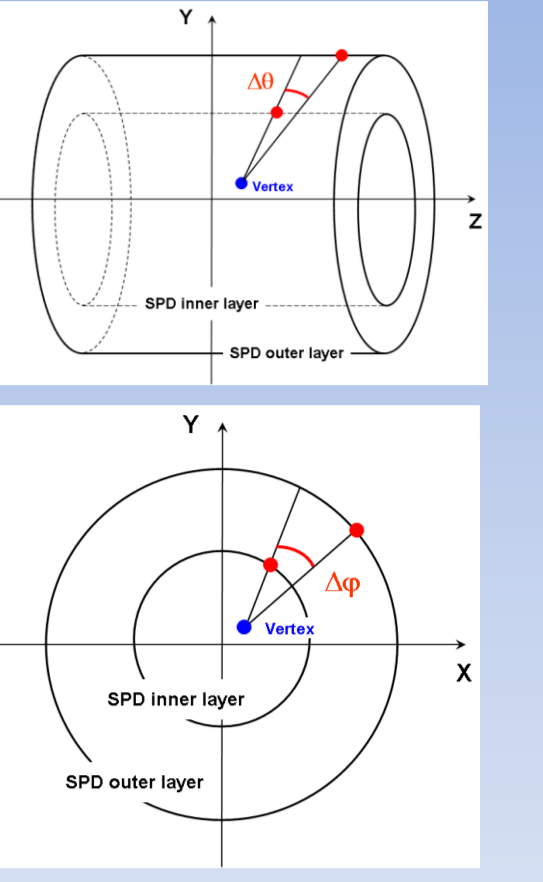 Y
Δθ
Vertex
Z
SPD inner layer
SPD outer layer
Y
Δφ
Vertex
X
SPD inner layer
SPD outer layer